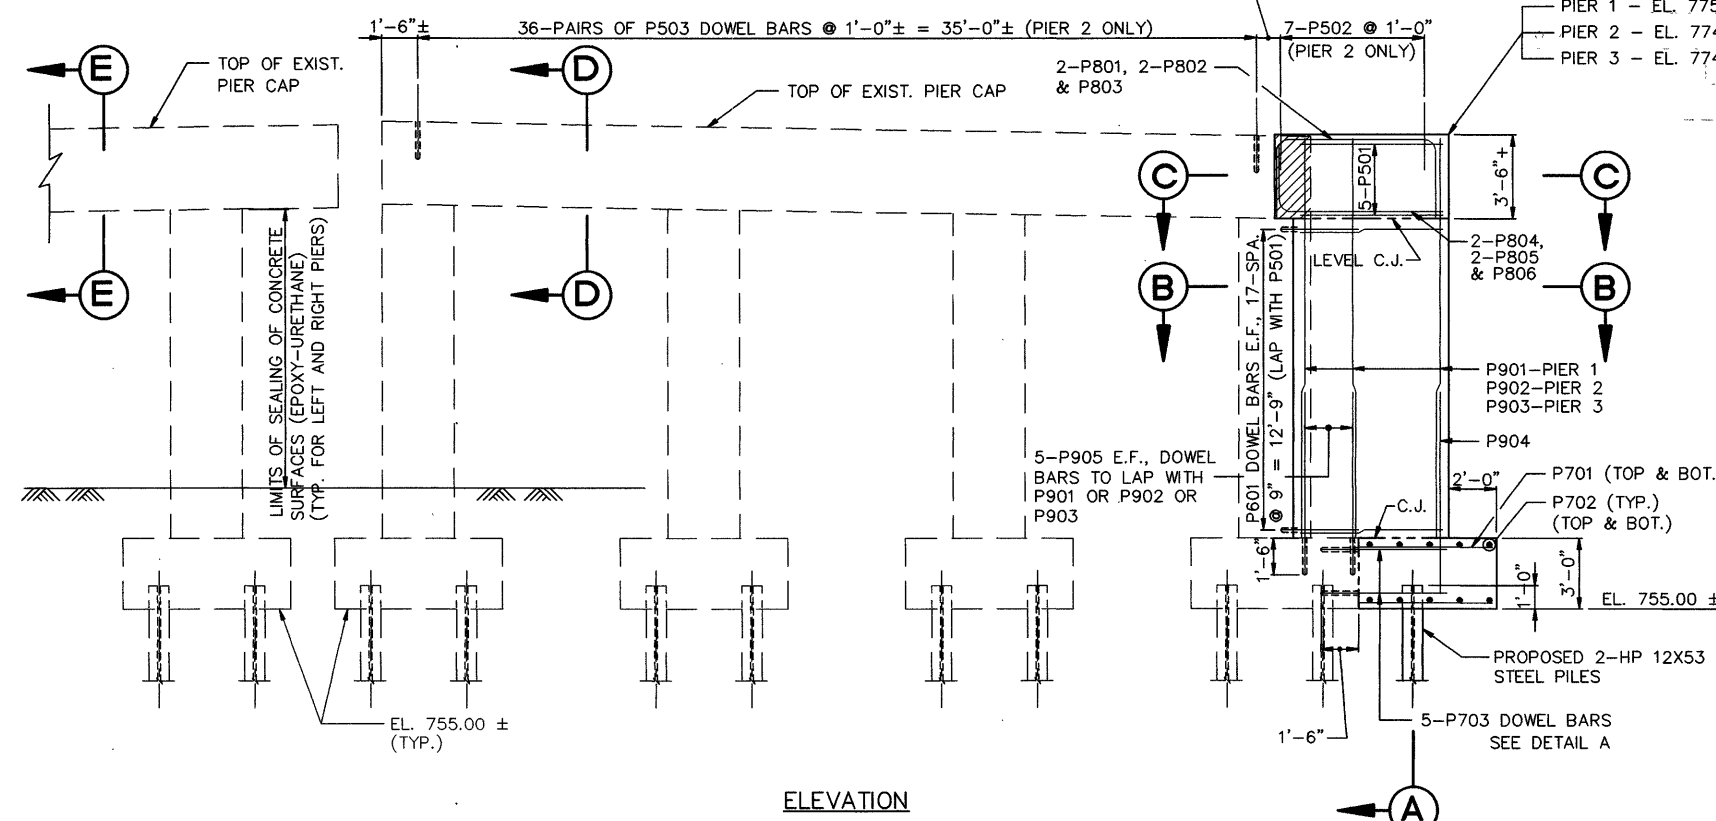 1'-6"±
36-PAIRS OF P503 DOWEL BARS @ 1'-0"± = 35'-0"± (PIER 2 ONLY)
7-P502 @ 1'-0"
(PIER 2 ONLY)
PIER 1 - EL. 775
PIER 2 - EL. 774
PIER 3 - EL. 774
E
TOP OF EXIST.
PIER CAP
D
TOP OF EXIST. PIER CAP
2-P801, 2-P802
& P803
5-P501
3'-6"+
C
C
LIMITS OF SEALING OF CONCRETE
SURFACES (EPOXY-URETHANE)
(TYP. FOR LEFT AND RIGHT PIERS)
E
D
B
B
LEVEL C.J.
2-P804,
2-P805
& P806
P601 DOWEL BARS E.F., 17-SPA.
@ 9" = 12'-9" (LAP WITH P501)
P901-PIER 1
P902-PIER 2
P903-PIER 3
P904
5-P905 E.F., DOWEL
BARS TO LAP WITH
P901 OR P902 OR
P903
2'-0"
P701 (TOP & BOT.
P702 (TYP.)
(TOP & BOT.)
C.J.
1'-6"
1'-0"
3'-0"
EL. 755.00 ±
PROPOSED 2-HP 12X53
STEEL PILES
EL. 755.00 ±
(TYP.)
1'-6"
5-P703 DOWEL BARS
SEE DETAIL A
ELEVATION
A